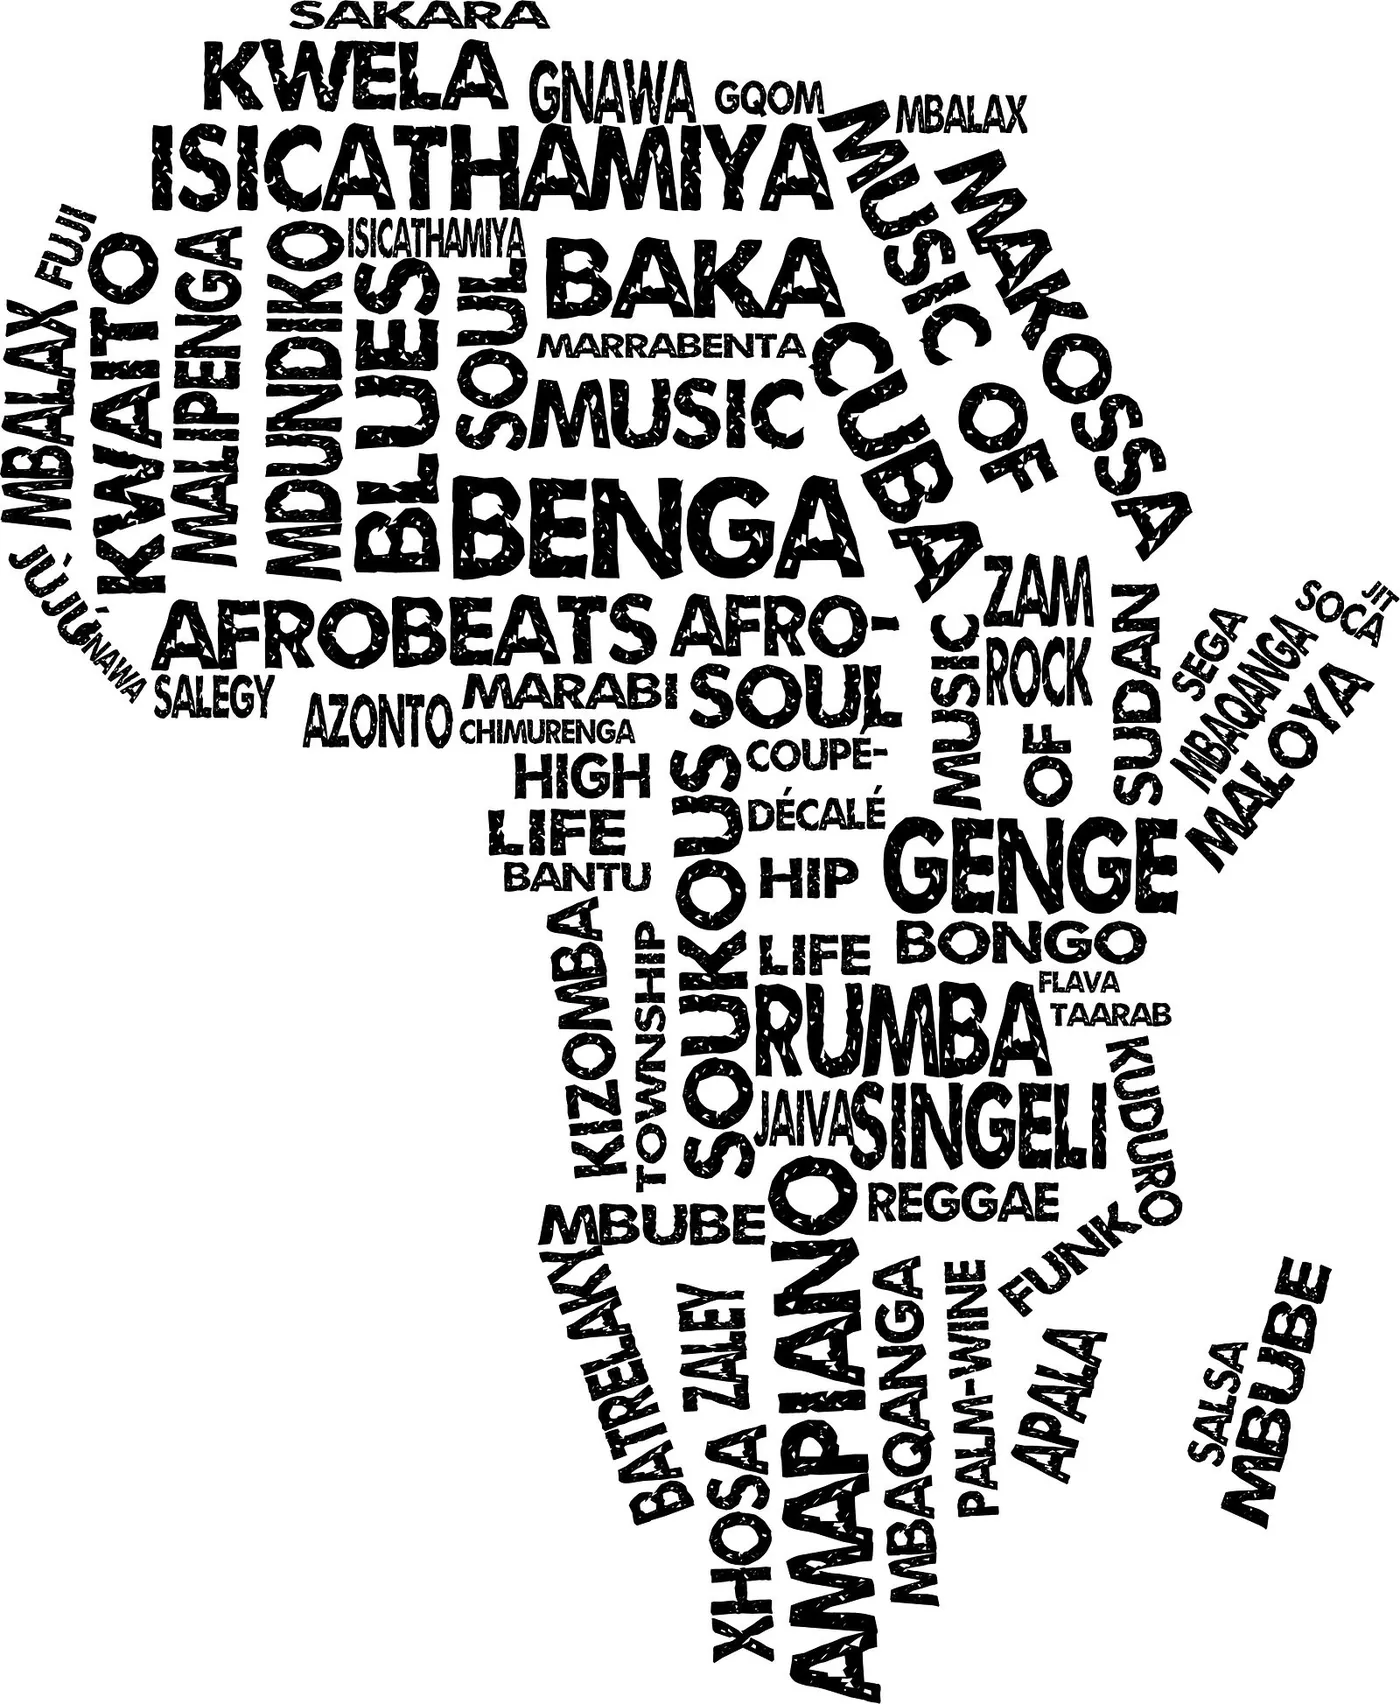 SAKARA
KWELA
GNAWA
GQOM
MBALAX
ISICATHAMIYA
MUSIC OF
CUBA
MAKOSSA
FUJI
MBALAX
KWAITO
MALIPENGA
MDUNDIKO
ISICATHAMIYA
BLUES
SOUL
BAKA
MARRABENTA
MUSIC
BENGA
JÙJÚ
NAWA
AFROBEATS
AFRO-
SOUL
SALEGY
AZONTO
MARABI
CHIMURENGA
HIGH
LIFE
BANTU
SOUKOUS
COUPÉ-
DÉCALÉ
HIP
LIFE
ZAM
ROCK
MUSIC
OF
SUDAN
SEGA
MBAQANGA
MALOYA
SOCA
JIT
GENGE
BONGO
FLAVA
TAARAB
RUMBA
KIZOMBA
TOWNSHIP
JAIVA
SINGELI
KUDURO
REGGAE
FUNK
MBUBE
BATRELAKY
ZALEY
XHOSA
AMAPIANO
MBAQANGA
PALM-WINE
APALA
SALSA
MBUBE